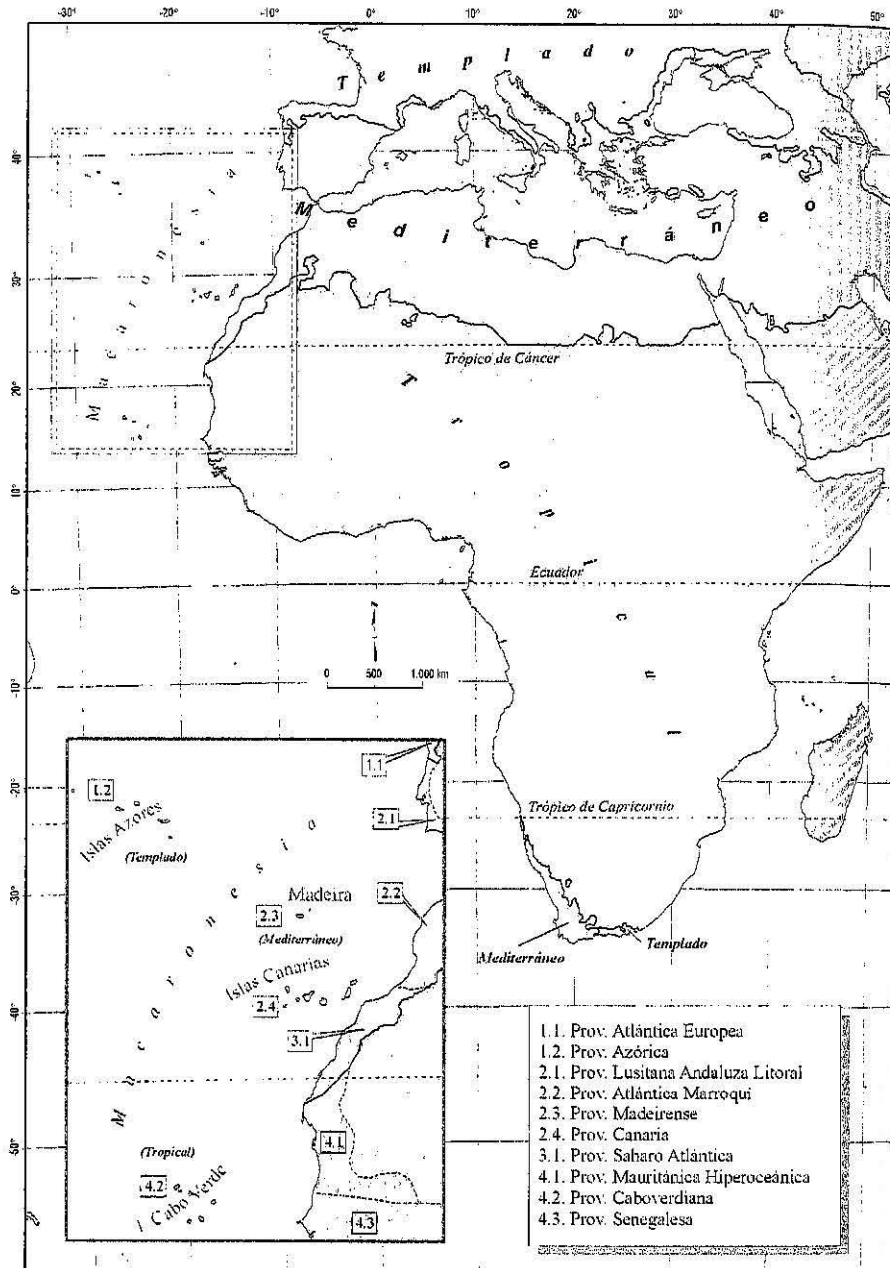 -30° -20° -10° 0° 10° 20° 30° 40° 50°
Templado
40°
Mediterráneo
30°
Macaronesia
Trópico de Cáncer
20°
Tropical
10°
Ecuador
0°
0 500 1.000 km
-10°
1.1
1.2
-20°
Islas Azores
Trópico de Capricornio
2.1
(Templado)
Macaronesia
2.2
-30°
Madeira
2.3
(Mediterráneo)
Mediterráneo
Templado
Islas Canarias
2.4
-40°
3.1
1.1. Prov. Atlántica Europea
1.2. Prov. Azórica
2.1. Prov. Lusitana Andaluza Litoral
2.2. Prov. Atlántica Marroquí
2.3. Prov. Madeirense
2.4. Prov. Canaria
3.1. Prov. Saharo Atlántica
4.1. Prov. Mauritánica Hiperoceánica
4.2. Prov. Caboverdiana
4.3. Prov. Senegalesa
-50°
(Tropical)
4.1
4.2
I. Cabo Verde
4.3